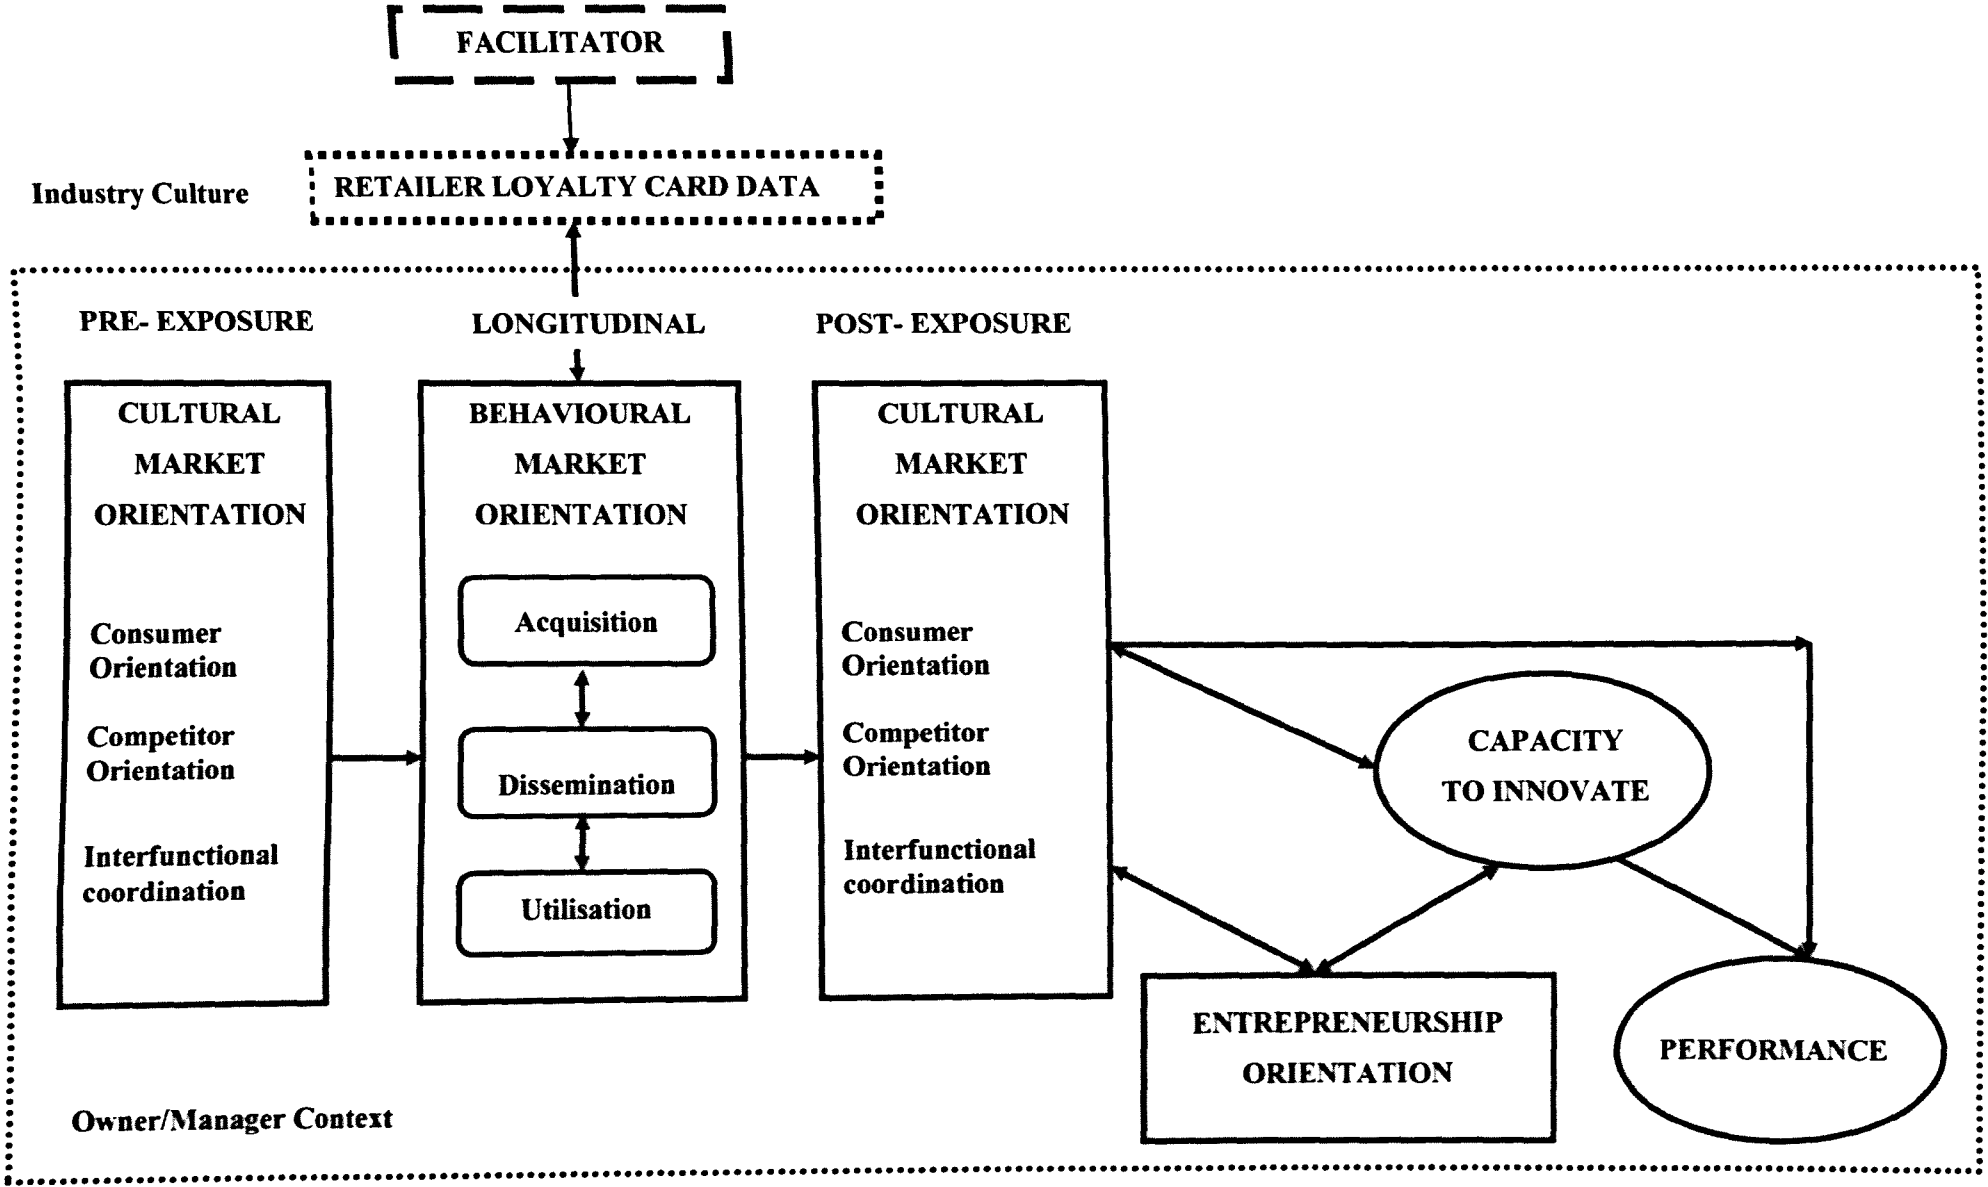 FACILITATOR
Industry Culture
RETAILER LOYALTY CARD DATA
PRE- EXPOSURE
LONGITUDINAL
POST- EXPOSURE
CULTURAL
MARKET
ORIENTATION
Consumer
Orientation
Competitor
Orientation
Interfunctional
coordination
BEHAVIOURAL
MARKET
ORIENTATION
Acquisition
Dissemination
Utilisation
CULTURAL
MARKET
ORIENTATION
Consumer
Orientation
Competitor
Orientation
Interfunctional
coordination
CAPACITY
TO INNOVATE
ENTREPRENEURSHIP
ORIENTATION
PERFORMANCE
Owner/Manager Context